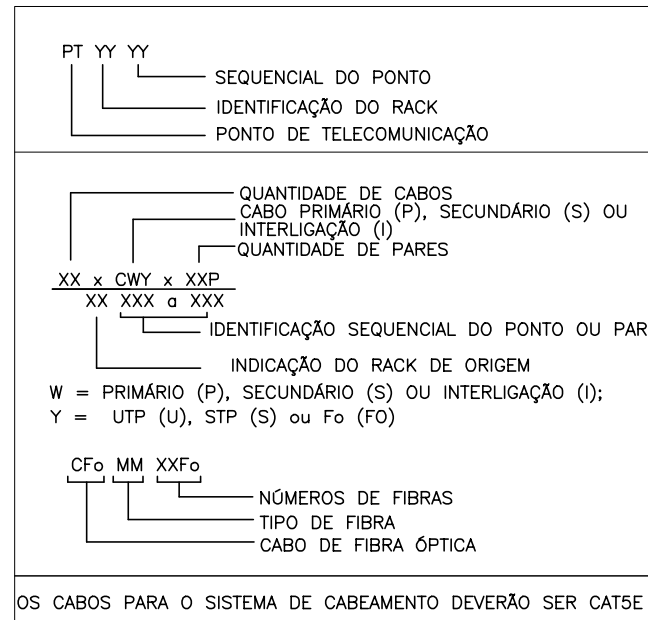 PT YY YY
SEQUENCIAL DO PONTO
IDENTIFICAÇÃO DO RACK
PONTO DE TELECOMUNICAÇÃO
QUANTIDADE DE CABOS
CABO PRIMÁRIO (P), SECUNDÁRIO (S) OU
INTERLIGAÇÃO (I)
QUANTIDADE DE PARES
XX x CWY x XXP
XX XXX a XXX
IDENTIFICAÇÃO SEQUENCIAL DO PONTO OU PAR
INDICAÇÃO DO RACK DE ORIGEM
W = PRIMÁRIO (P), SECUNDÁRIO (S) OU INTERLIGAÇÃO (I);
Y = UTP (U), STP (S) ou Fo (FO)
CFo MM XXFo
NÚMEROS DE FIBRAS
TIPO DE FIBRA
CABO DE FIBRA ÓPTICA
OS CABOS PARA O SISTEMA DE CABEAMENTO DEVERÃO SER CAT5E